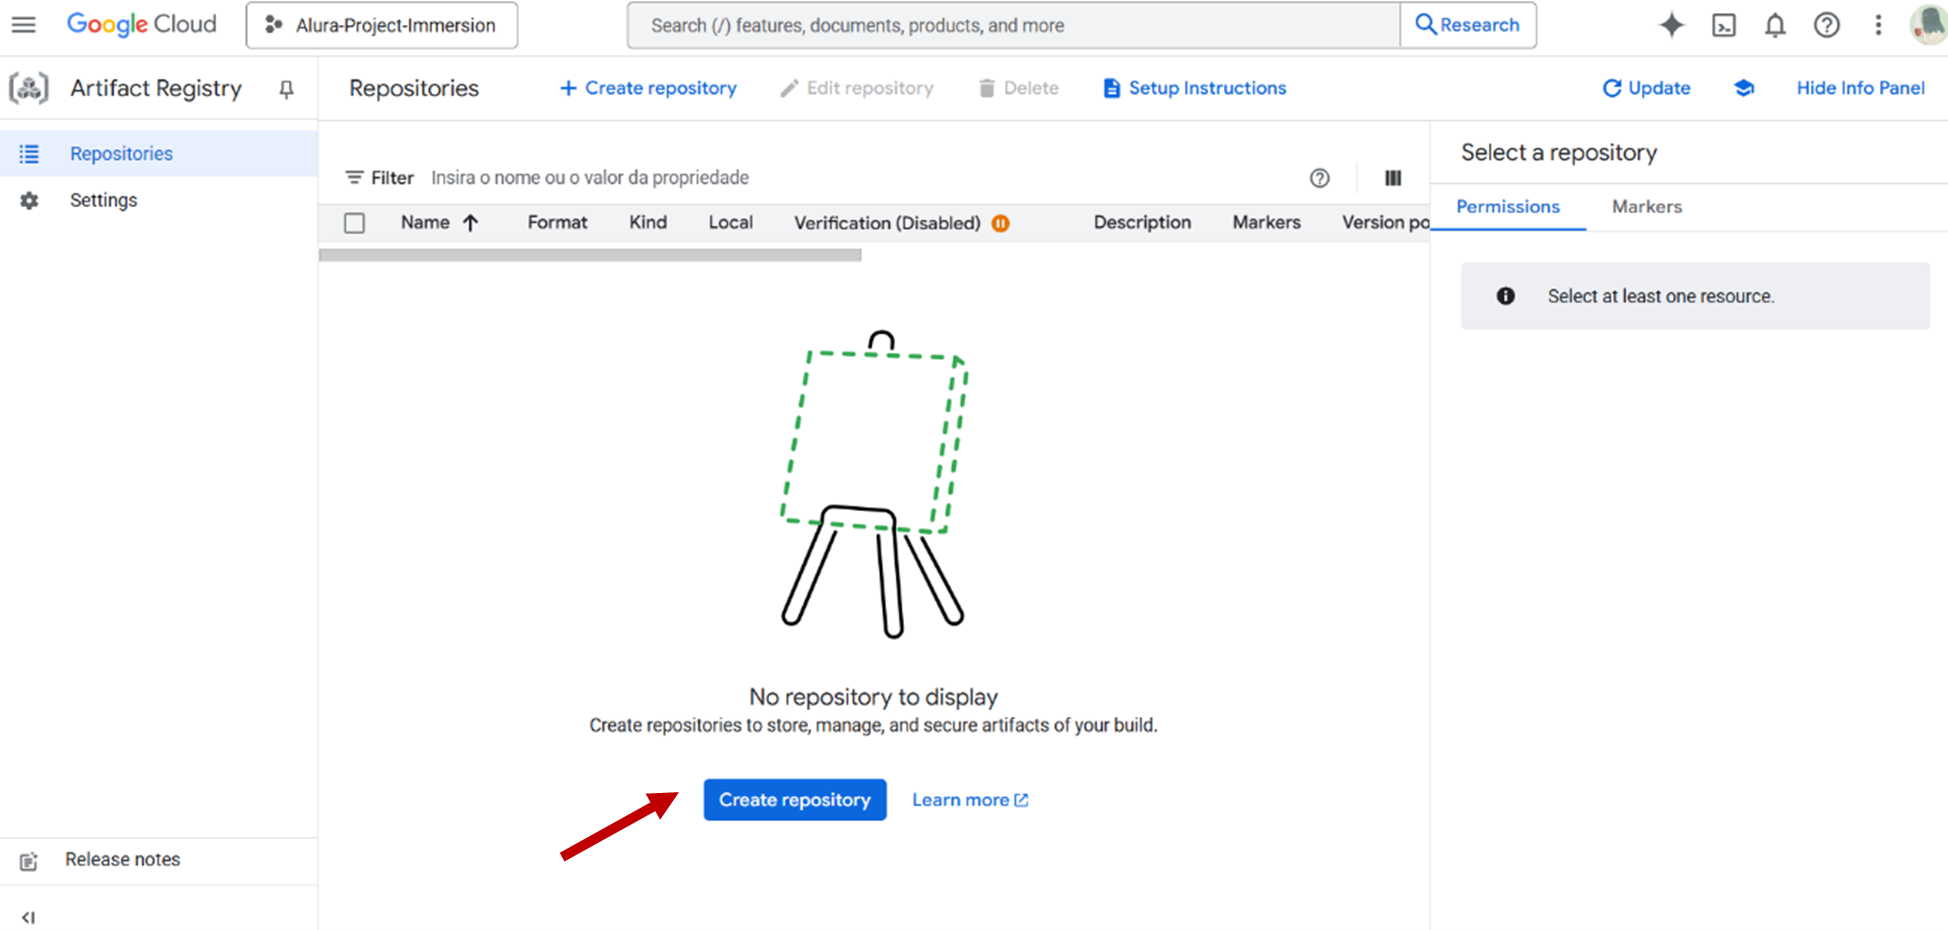 Google Cloud
Alura-Project-Immersion
Search (/) features, documents, products, and more
Research
Artifact Registry
Repositories
Create repository
Edit repository
Delete
Setup Instructions
Update
Hide Info Panel
Repositories
Settings
Filter Insira o nome ou o valor da propriedade
Name Format Kind Local Verification (Disabled) Description Markers Version po
Select a repository
Permissions Markers
Select at least one resource.
No repository to display
Create repositories to store, manage, and secure artifacts of your build.
Create repository
Learn more
Release notes